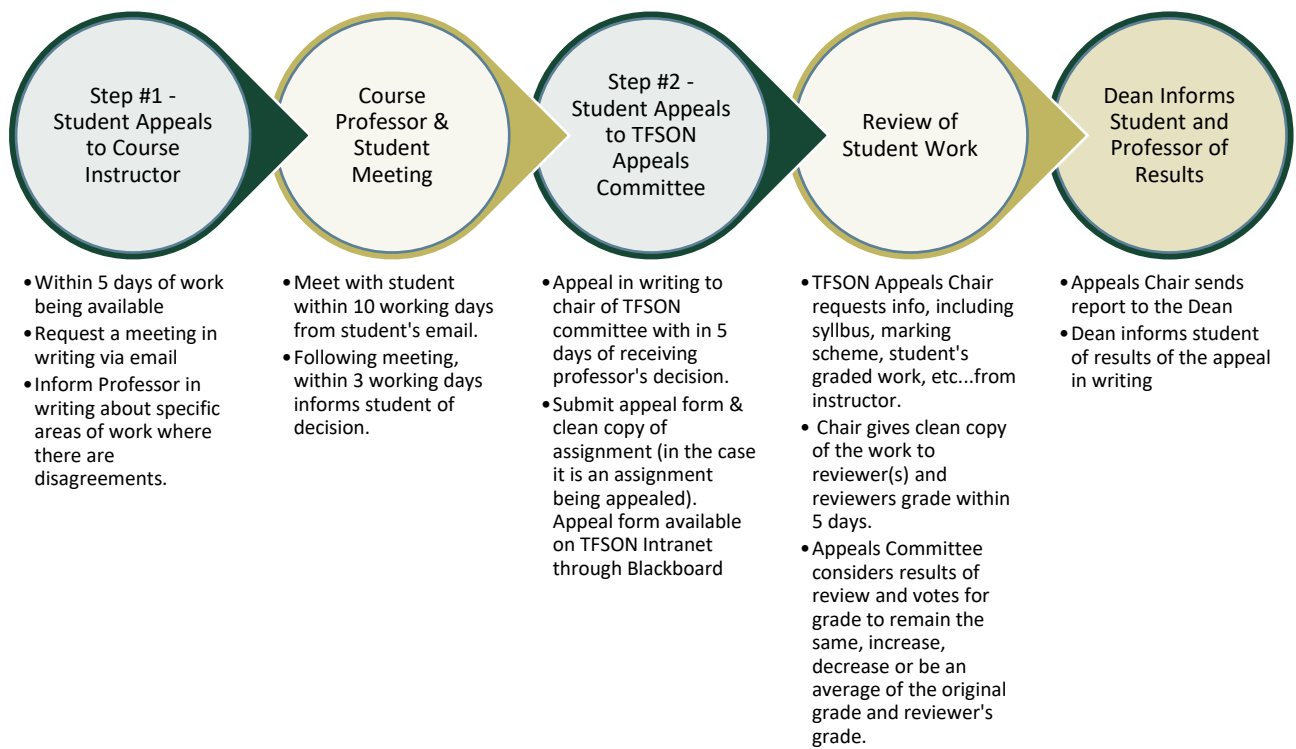 Step #1 -
Student Appeals
to Course
Instructor
•Within 5 days of work
being available
•Request a meeting in
writing via email
•Inform Professor in
writing about specific
areas of work where
there are
disagreements.
Course
Professor &
Student
Meeting
•Meet with student
within 10 working days
from student's email.
•Following meeting,
within 3 working days
informs student of
decision.
Step #2 -
Student Appeals
to TFSON
Appeals
Committee
•Appeal in writing to
chair of TFSON
committee with in 5
days of receiving
professor's decision.
•Submit appeal form &
clean copy of
assignment (in the case
it is an assignment
being appealed).
Appeal form available
on TFSON Intranet
through Blackboard
Review of
Student Work
•TFSON Appeals Chair
requests info, including
syllbus, marking
scheme, student's
graded work, etc...from
instructor.
• Chair gives clean copy
of the work to
reviewer(s) and
reviewers grade within
5 days.
•Appeals Committee
considers results of
review and votes for
grade to remain the
same, increase,
decrease or be an
average of the original
grade and reviewer's
grade.
Dean Informs
Student and
Professor of
Results
•Appeals Chair sends
report to the Dean
•Dean informs student
of results of the appeal
in writing